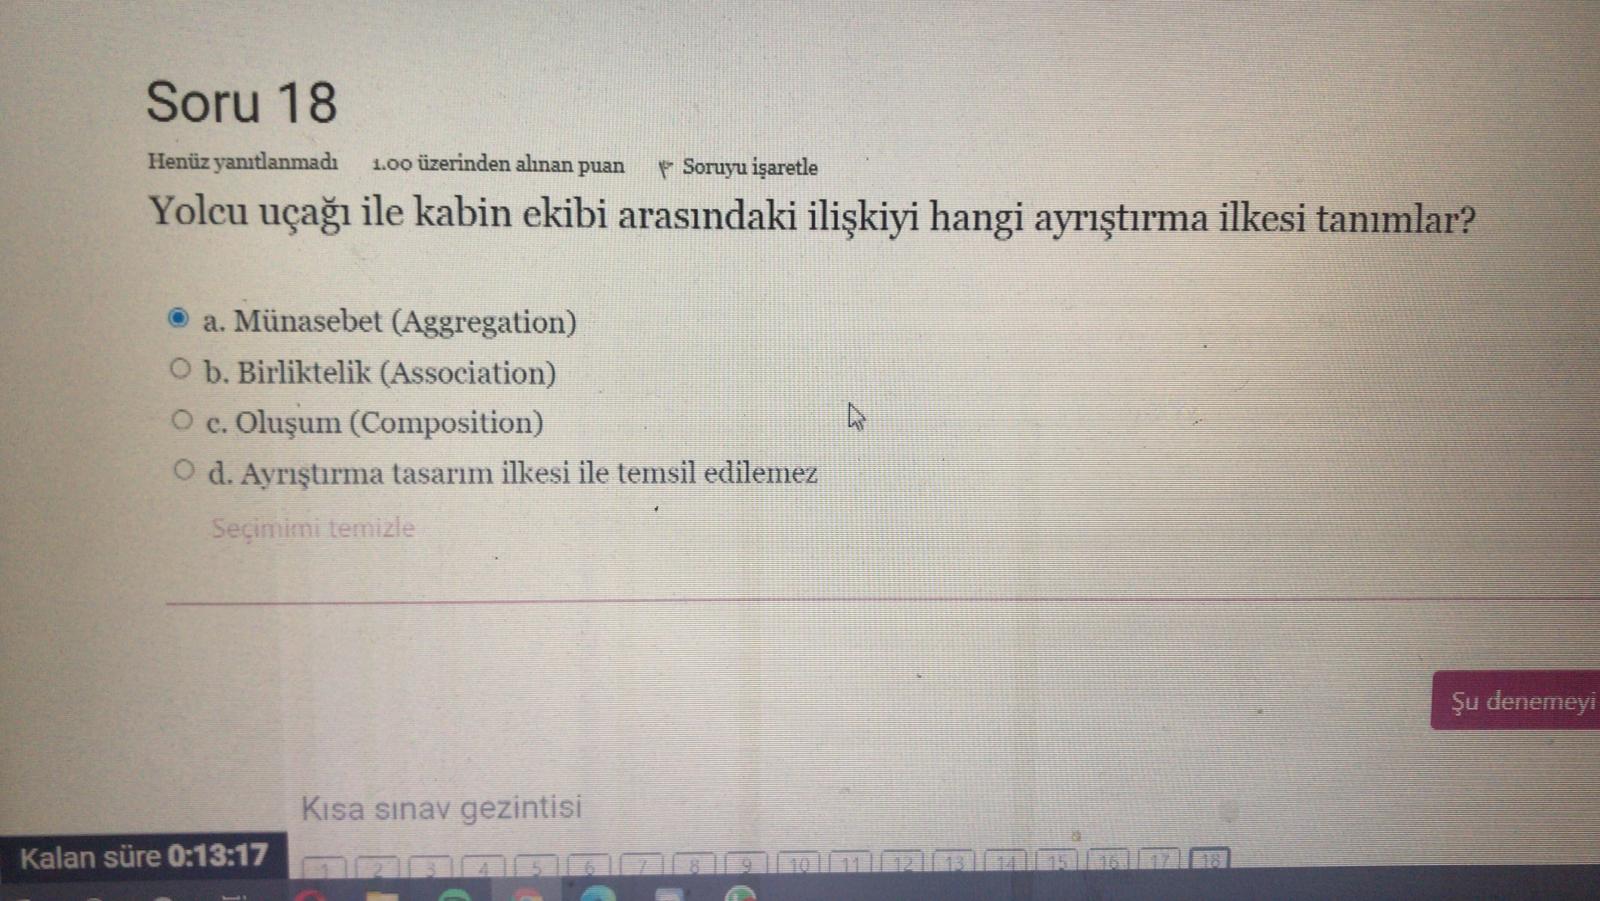 Soru 18
Henüz yanıtlanmadı 1.00 üzerinden alınan puan Soruyu işaretle
Yolcu uçağı ile kabin ekibi arasındaki ilişkiyi hangi ayrıştırma ilkesi tanımlar?
a. Münasebet (Aggregation)
b. Birliktelik (Association)
c. Oluşum (Composition)
d. Ayrıştırma tasarım ilkesi ile temsil edilemez
Seçimimi temizle
Şu denemeyi
Kısa sınav gezintisi
Kalan süre 0:13:17
1 2 3 4 5 6 7 8 9 10 11 12 13 14 15 16 17 18